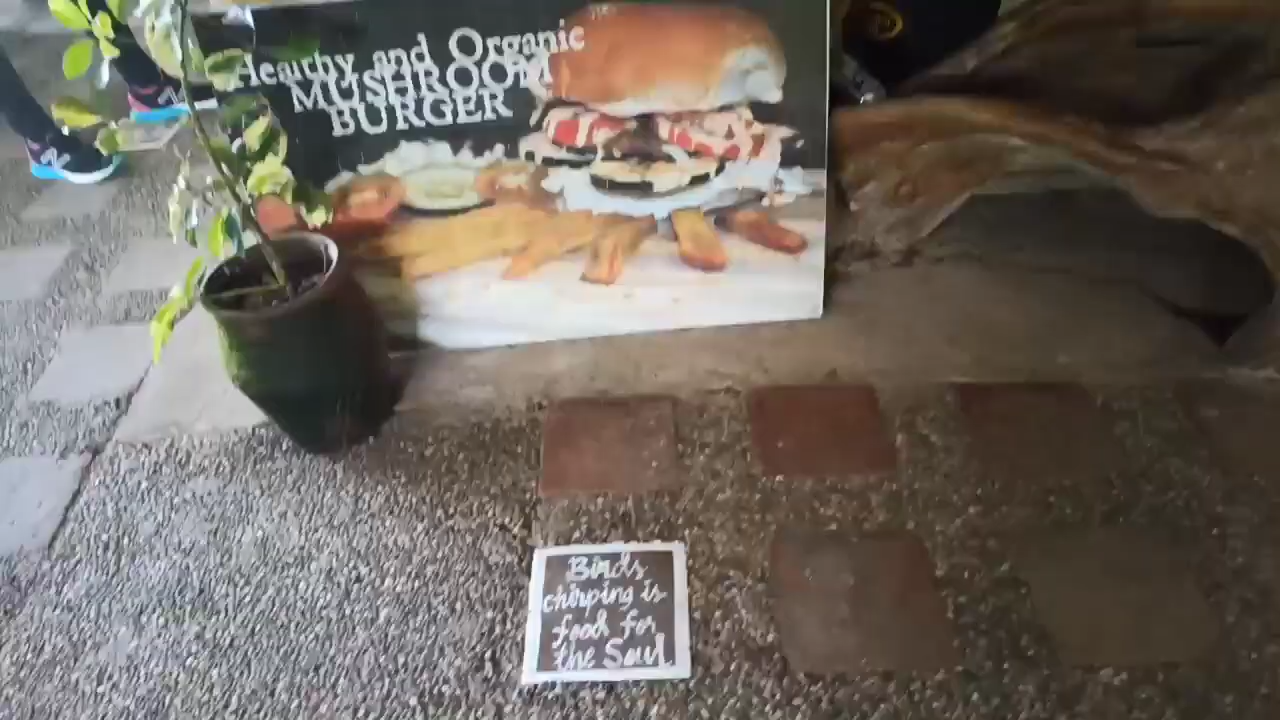 Healthy and Organic
MUSHROOM
BURGER
Birds
chirping is
food for
the Soul